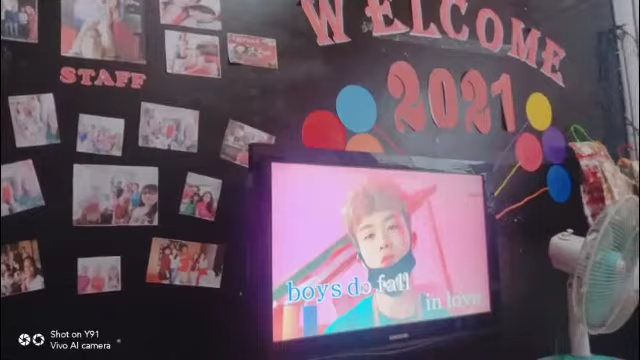 WELCOME
2021
STAFF
boys do fall
in love
Shot on Y91
Vivo AI camera